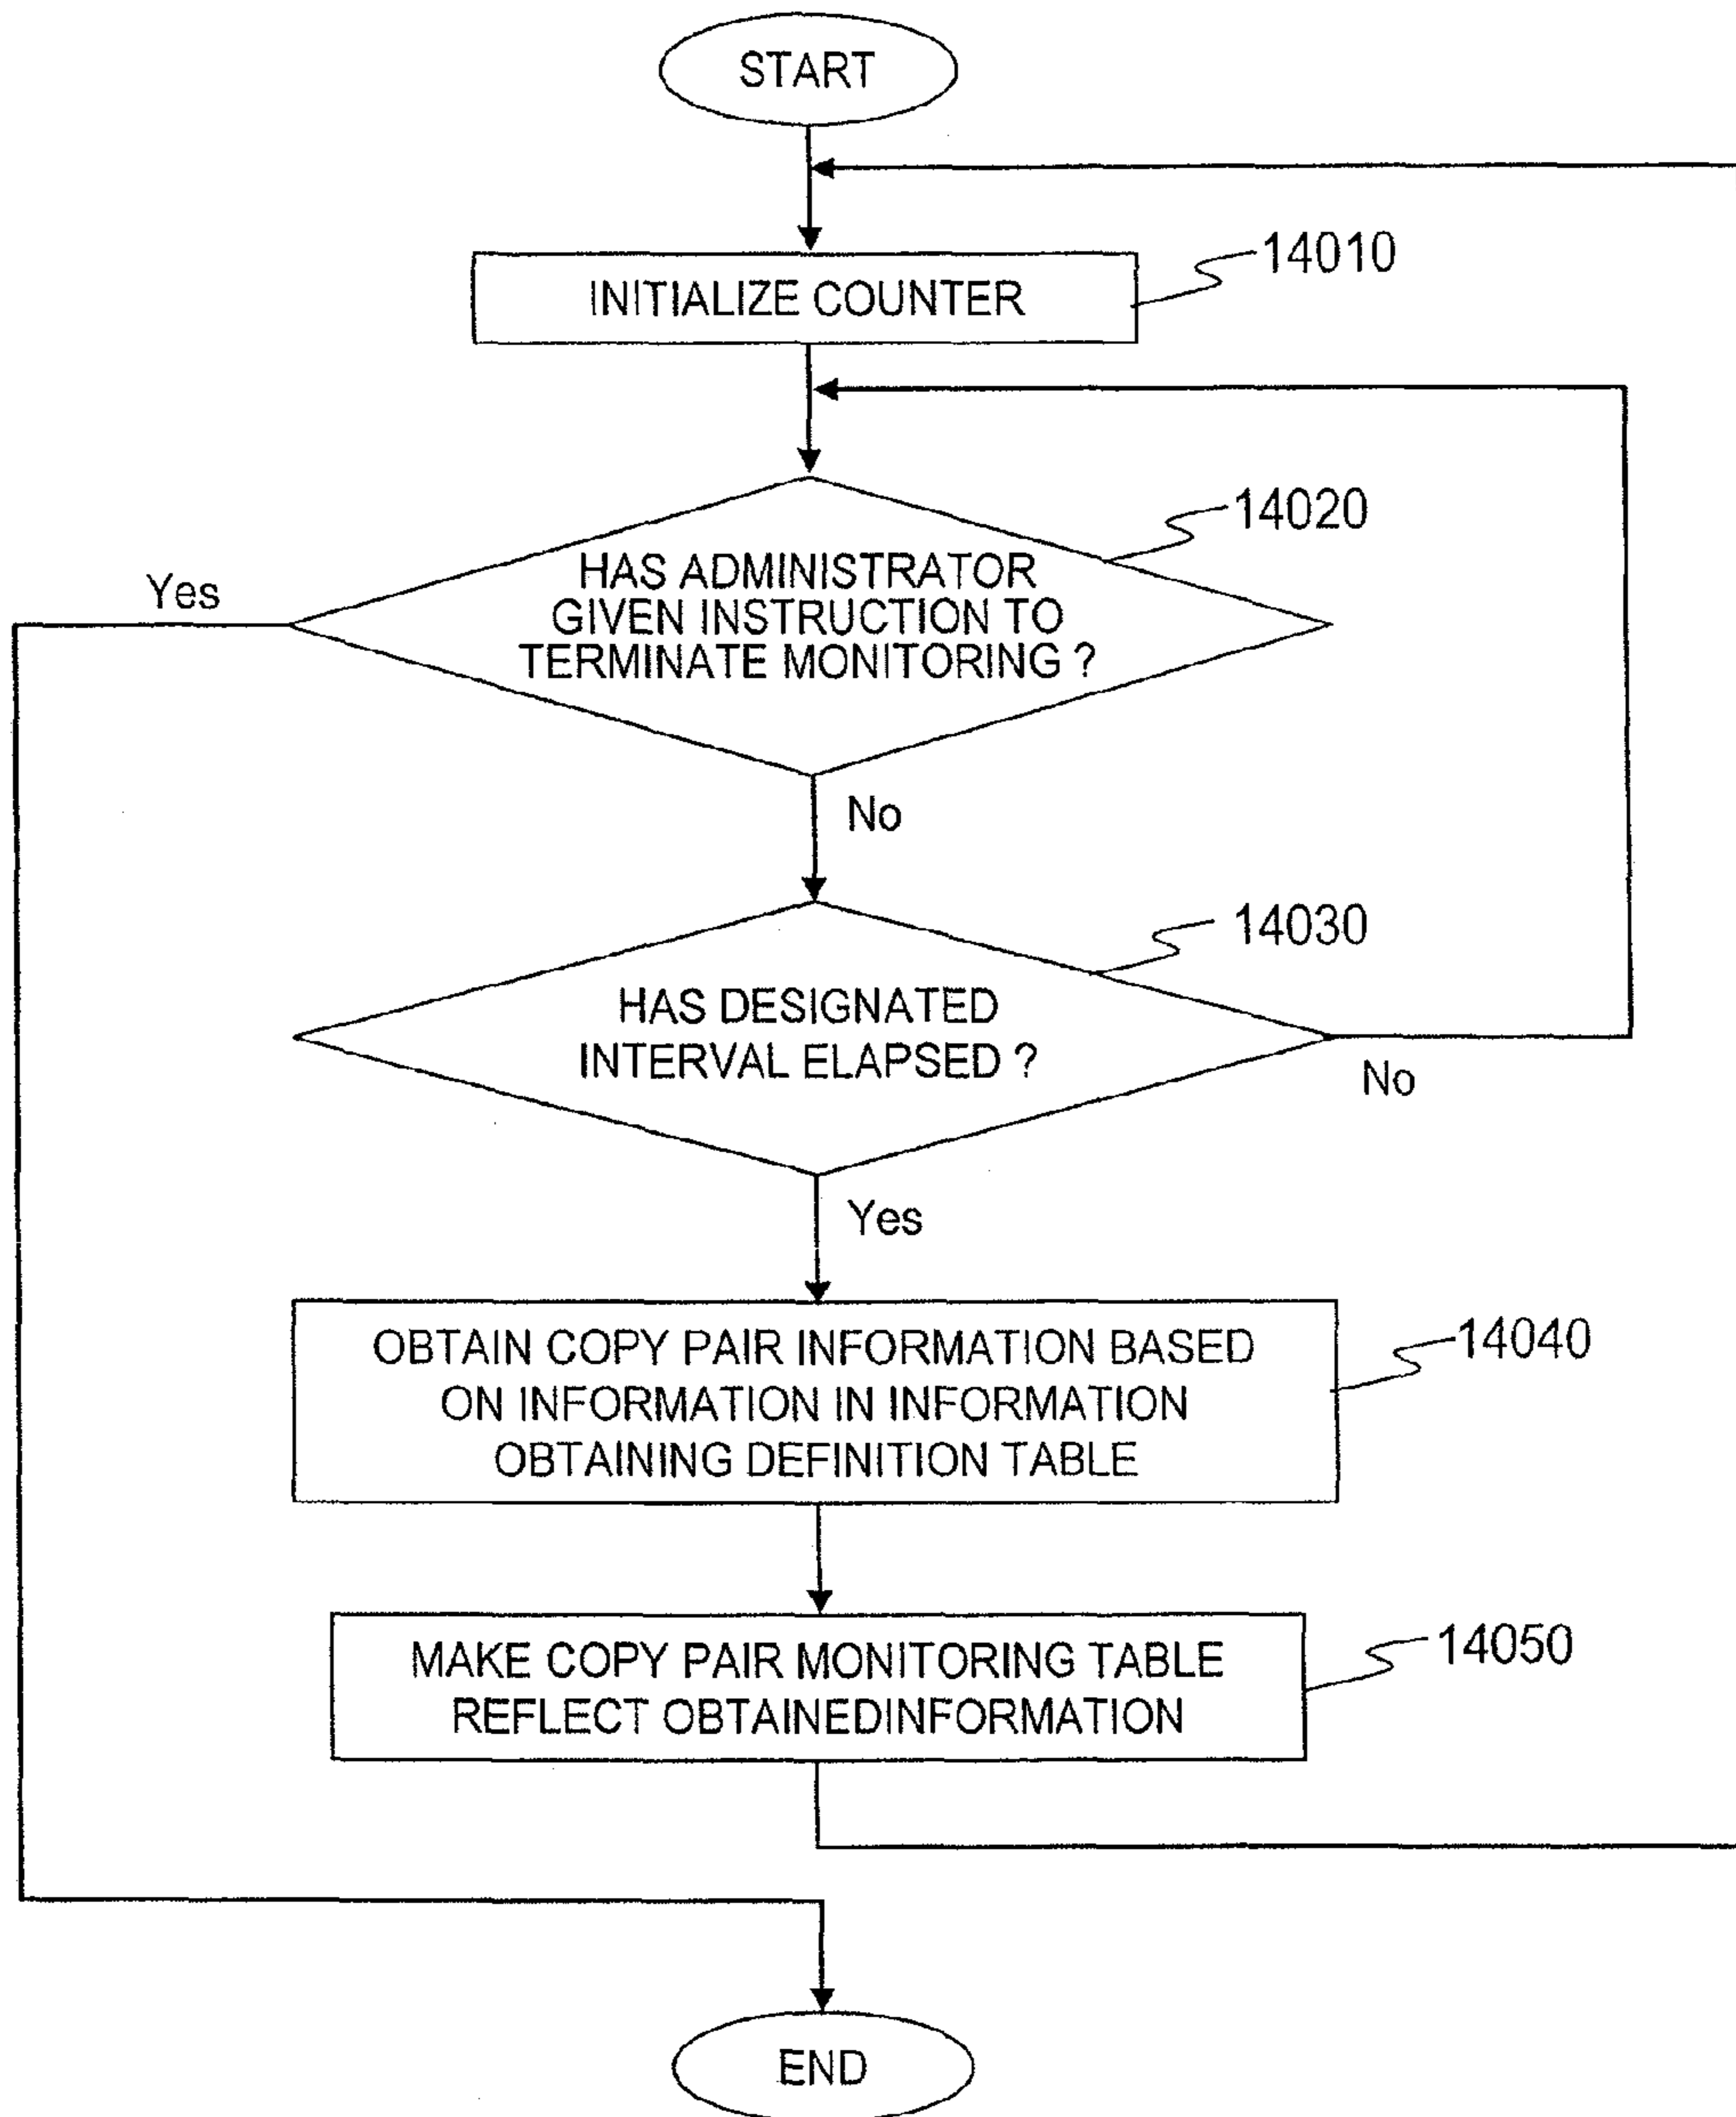 START
INITIALIZE COUNTER
14010
14020
HAS ADMINISTRATOR
GIVEN INSTRUCTION TO
TERMINATE MONITORING ?
Yes
No
14030
HAS DESIGNATED
INTERVAL ELAPSED ?
No
Yes
OBTAIN COPY PAIR INFORMATION BASED
ON INFORMATION IN INFORMATION
OBTAINING DEFINITION TABLE
14040
MAKE COPY PAIR MONITORING TABLE
REFLECT OBTAINEDINFORMATION
14050
END